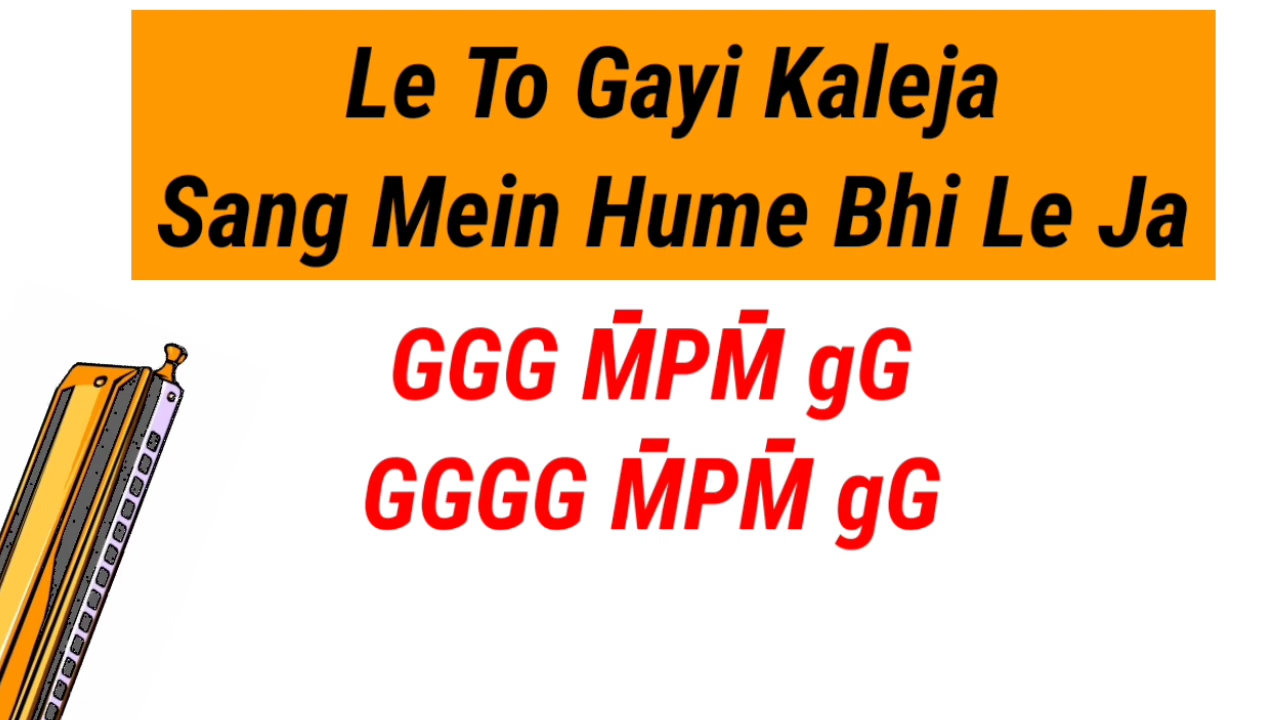 Le To Gayi Kaleja
Sang Mein Hume Bhi Le Ja
GGG M̄PM̄ gG
GGGG M̄PM̄ gG